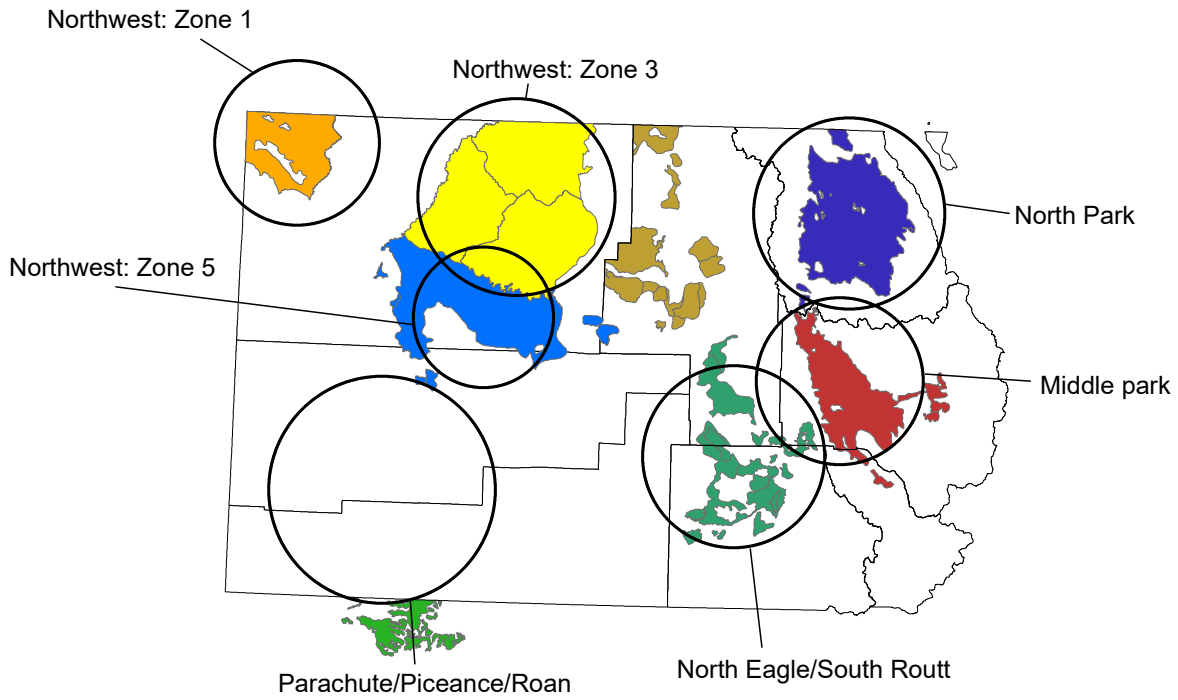 Northwest: Zone 1
Northwest: Zone 3
North Park
Northwest: Zone 5
Middle park
North Eagle/South Routt
Parachute/Piceance/Roan